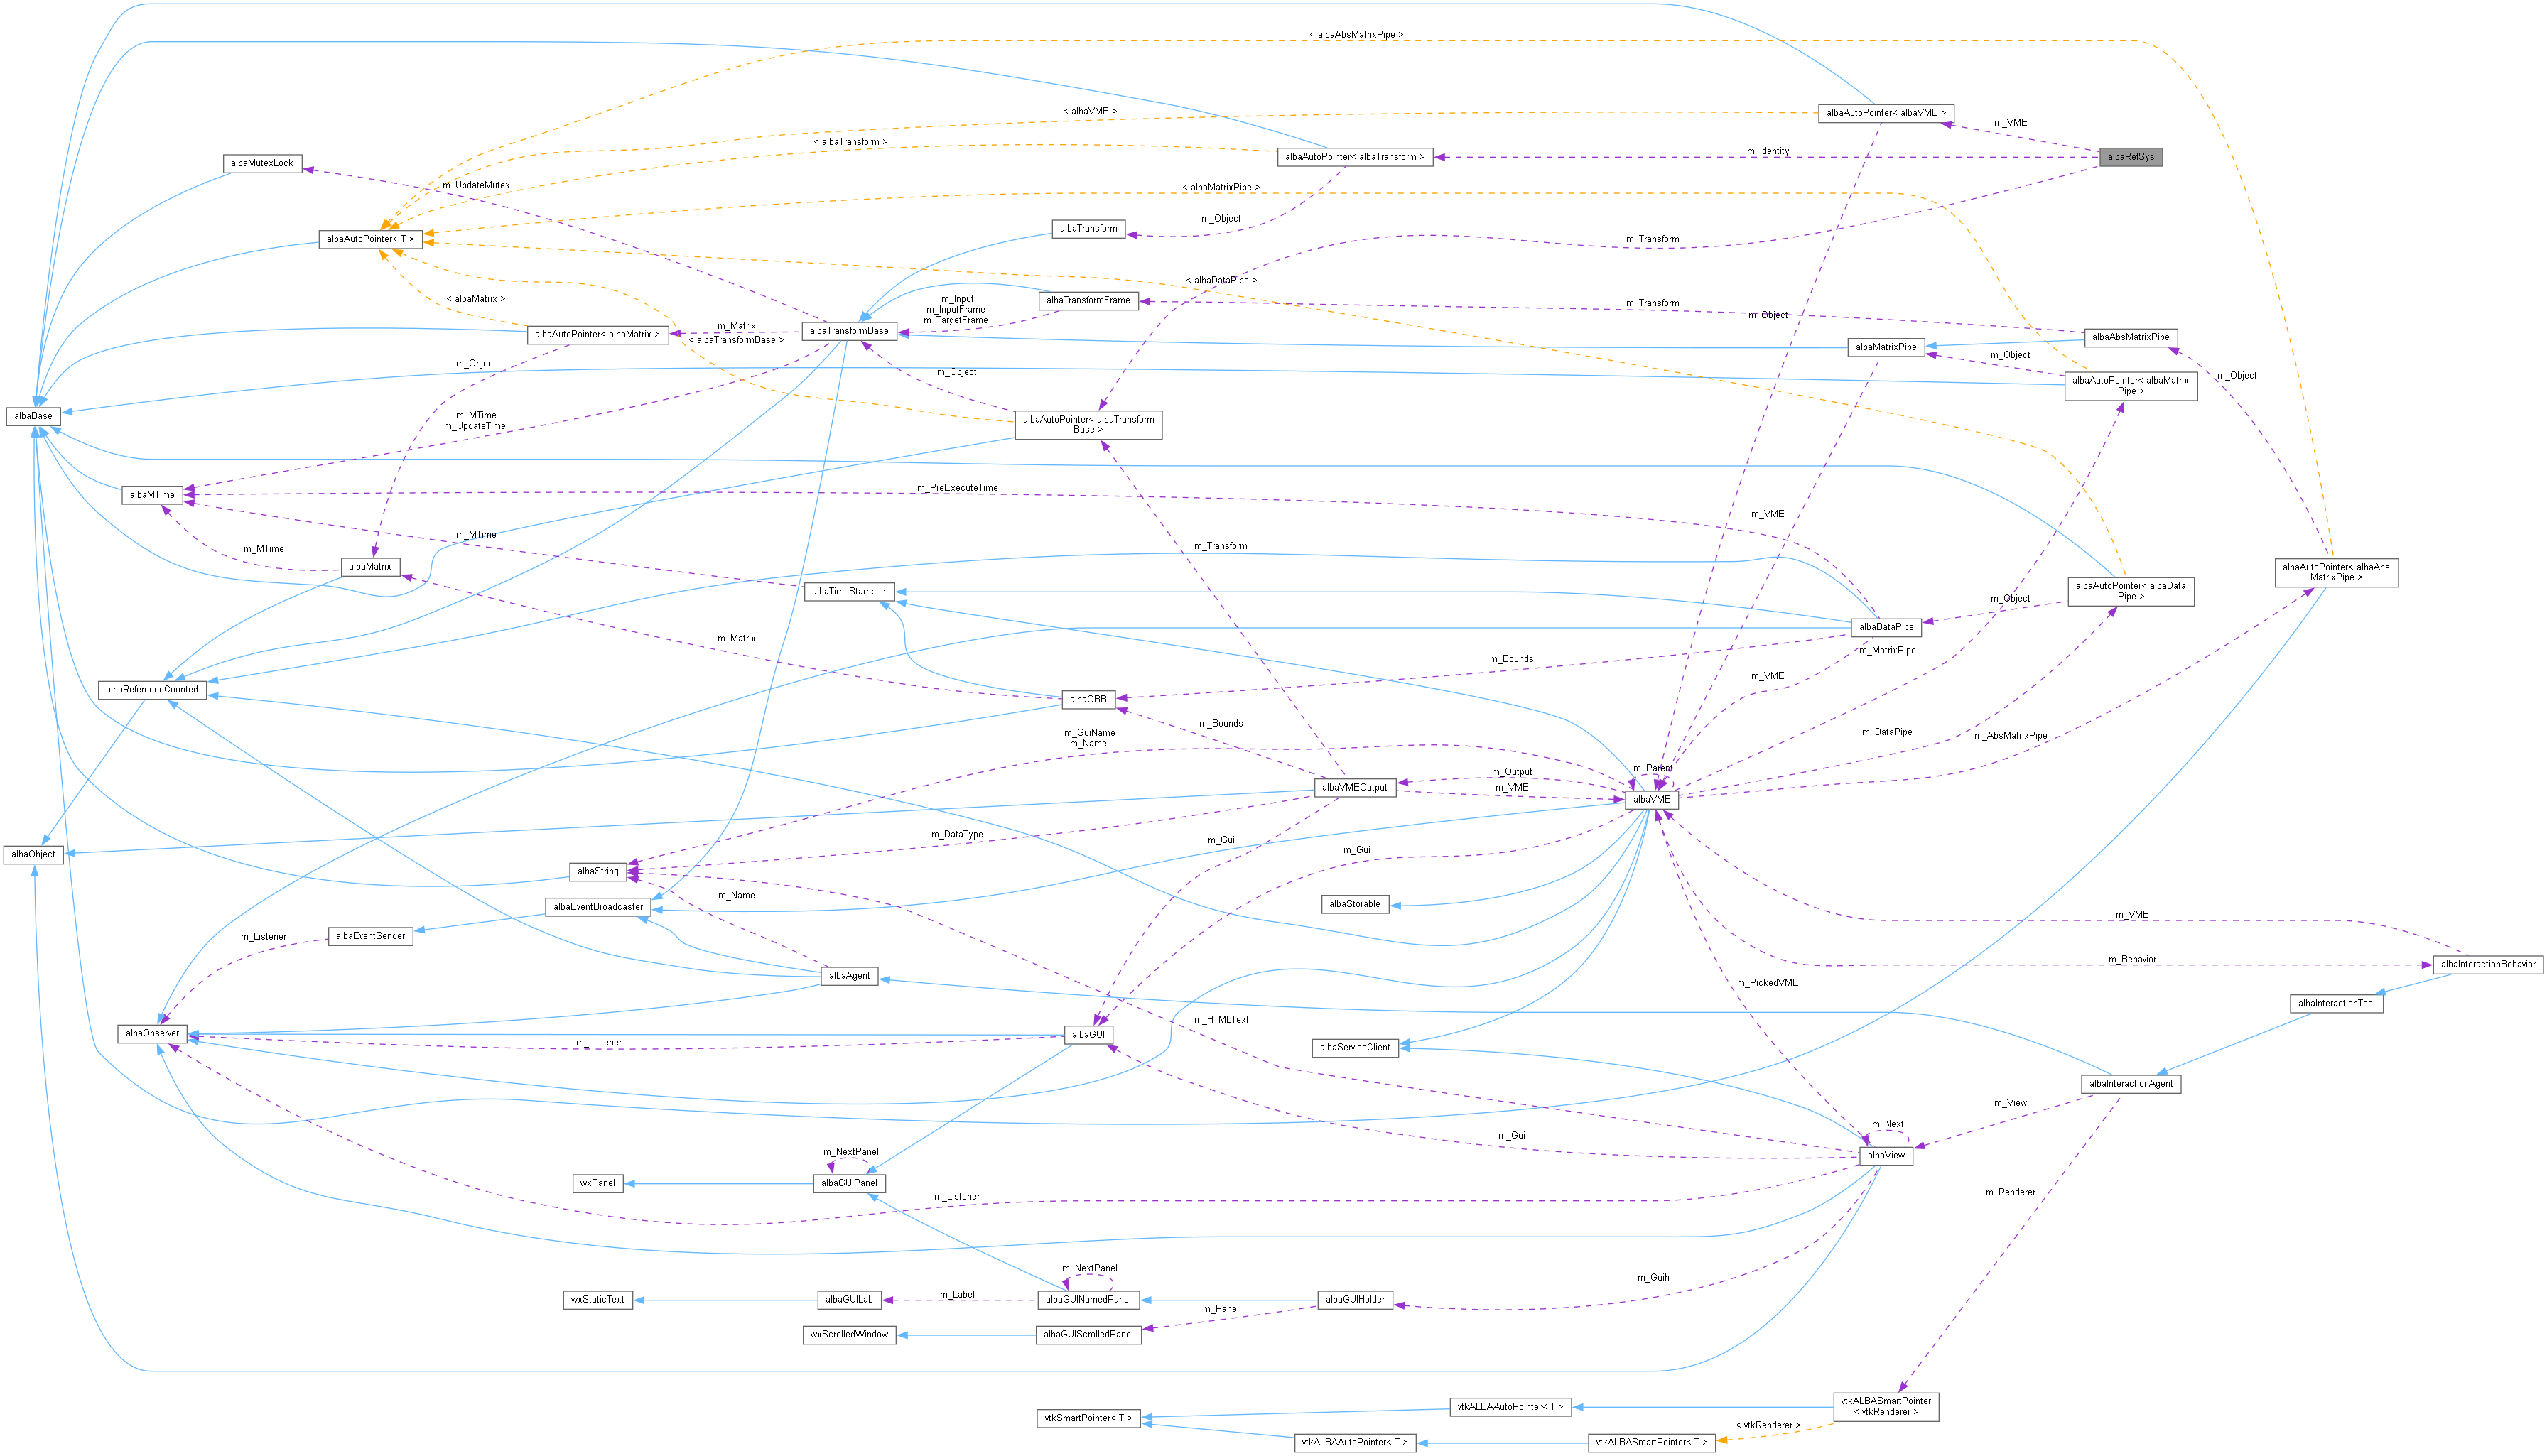 < albaAbsMatrixPipe >
< albaVME >
albaAutoPointer< albaVME >
m_VME
< albaTransform >
albaMutexLock
albaAutoPointer< albaTransform >
m_Identity
albaRefSys
m_UpdateMutex
< albaMatrixPipe >
m_Object
albaTransform
albaAutoPointer< T >
m_Transform
< albaDataPipe >
< albaMatrix >
m_Input
m_InputFrame
m_TargetFrame
albaTransformFrame
m_Transform
m_Object
m_Matrix
albaTransformBase
albaAutoPointer< albaMatrix >
< albaTransformBase >
albaMatrixPipe
albaAbsMatrixPipe
m_Object
m_Object
m_Object
m_Object
albaAutoPointer< albaMatrix
Pipe >
albaBase
m_MTime
m_UpdateTime
albaAutoPointer< albaTransform
Base >
albaMTime
m_PreExecuteTime
m_VME
m_MTime
m_MTime
m_Transform
albaMatrix
albaAutoPointer< albaAbs
MatrixPipe >
albaTimeStamped
albaAutoPointer< albaData
Pipe >
m_Object
albaDataPipe
m_Matrix
m_Bounds
m_MatrixPipe
m_VME
albaReferenceCounted
albaOBB
m_Bounds
m_GuiName
m_Name
m_DataPipe
m_AbsMatrixPipe
m_Parent
m_Output
albaVMEOutput
m_VME
albaVME
m_DataType
m_Gui
m_Gui
albaObject
albaString
m_Name
albaEventBroadcaster
albaStorable
m_VME
albaEventSender
m_Listener
albaAgent
m_Behavior
albaInteractionBehavior
m_PickedVME
albaInteractionTool
m_HTMLText
albaObserver
albaGUI
m_Listener
albaServiceClient
albaInteractionAgent
m_View
m_Next
m_Gui
albaView
m_NextPanel
wxPanel
albaGUIPanel
m_Listener
m_Renderer
m_NextPanel
m_Guih
wxStaticText
albaGUILab
m_Label
albaGUINamedPanel
albaGUIHolder
m_Panel
wxScrolledWindow
albaGUIScrolledPanel
vtkALBASmartPointer
< vtkRenderer >
vtkALBAAutoPointer< T >
vtkSmartPointer< T >
< vtkRenderer >
vtkALBAAutoPointer< T >
vtkALBASmartPointer< T >